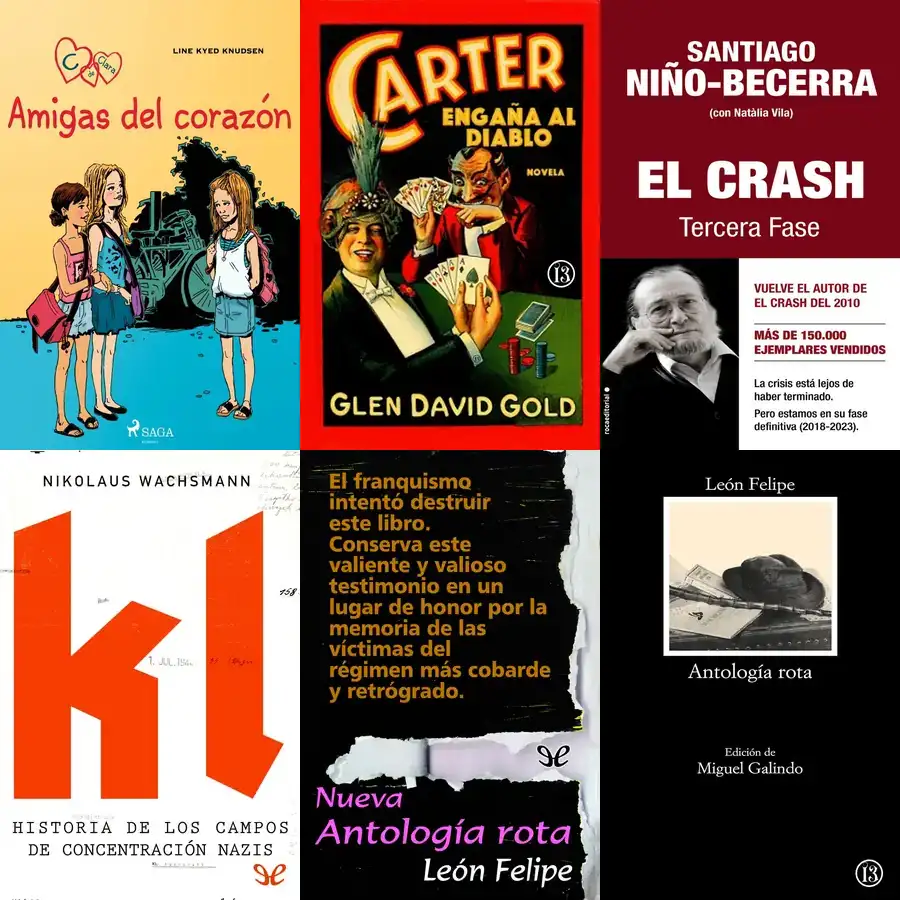 LINE KYED KNUDSEN
C de Clara
Amigas del corazón
SAGA
CARTER
ENGAÑA AL
DIABLO
NOVELA
13
GLEN DAVID GOLD
SANTIAGO
NIÑO-BECERRA
(con Natàlia Vila)
EL CRASH
Tercera Fase
VUELVE EL AUTOR DE
EL CRASH DEL 2010
MÁS DE 150.000
EJEMPLARES VENDIDOS
La crisis está lejos de
haber terminado.
Pero estamos en su fase
definitiva (2018-2023).
rocaeditorial
NIKOLAUS WACHSMANN
kl
158
HISTORIA DE LOS CAMPOS
DE CONCENTRACIÓN NAZIS
El franquismo
intentó destruir
este libro.
Conserva este
valiente y valioso
testimonio en un
lugar de honor por la
memoria de las
víctimas del
régimen más cobarde
y retrógrado.
Nueva
Antología rota
León Felipe
León Felipe
Antología rota
Edición de
Miguel Galindo
13